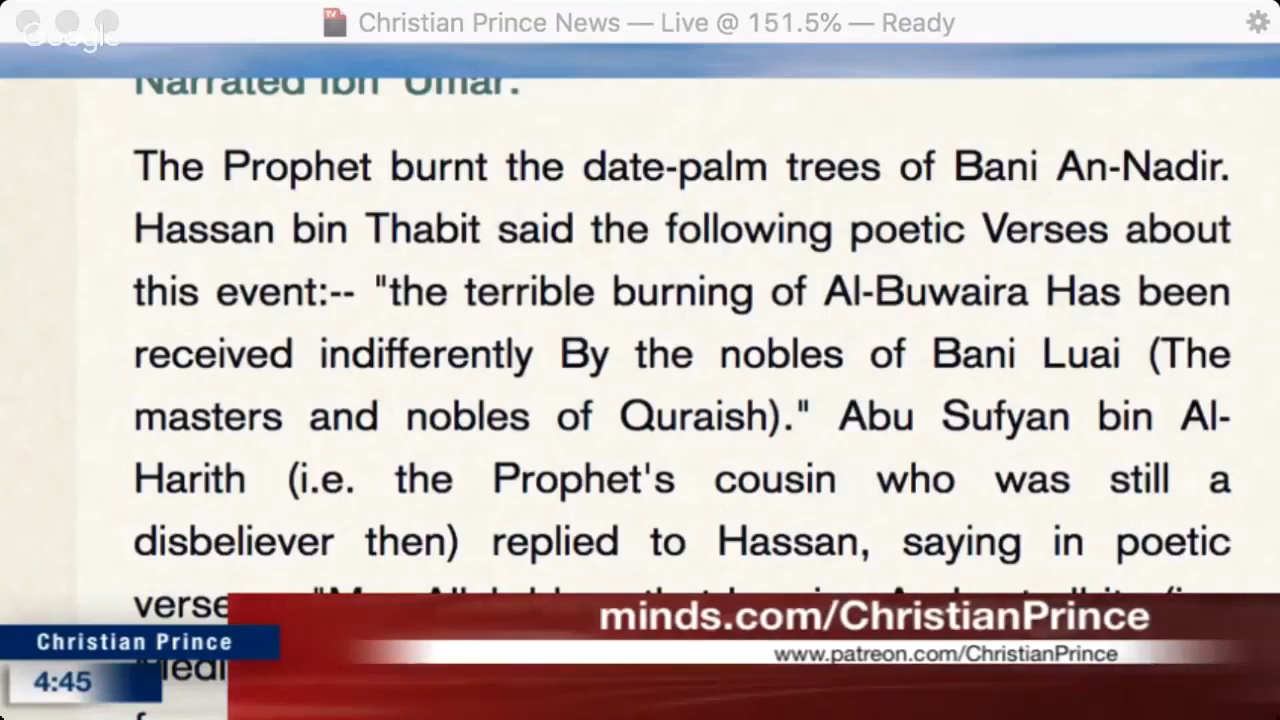 Christian Prince News — Live @ 151.5% — Ready
Google
Narrated Ibn 'Umar:
The Prophet burnt the date-palm trees of Bani An-Nadir.
Hassan bin Thabit said the following poetic Verses about
this event:-- "the terrible burning of Al-Buwaira Has been
received indifferently By the nobles of Bani Luai (The
masters and nobles of Quraish)." Abu Sufyan bin Al-
Harith (i.e. the Prophet's cousin who was still a
disbeliever then) replied to Hassan, saying in poetic
minds.com/ChristianPrince
Christian Prince
www.patreon.com/ChristianPrince
4:45